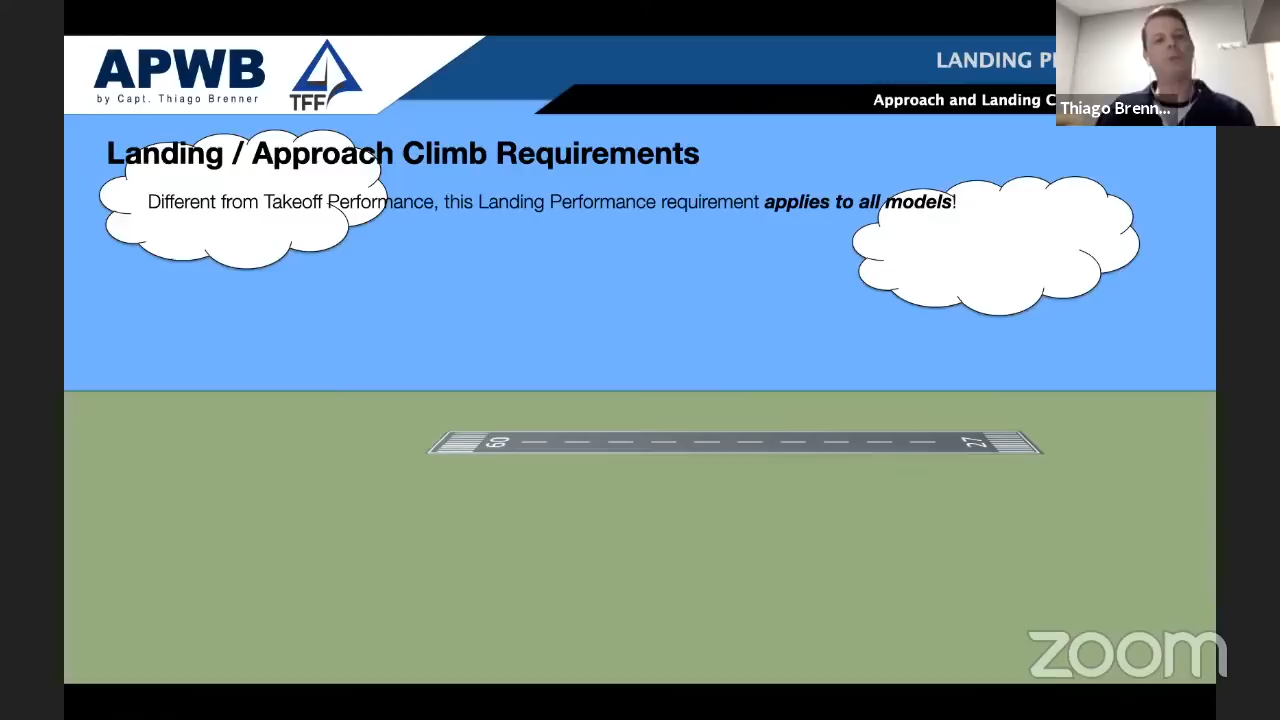 APWB
by Capt. Thiago Brenner
TFF
LANDING P
Approach and Landing C
Thiago Brenn...
Landing / Approach Climb Requirements
Different from Takeoff Performance, this Landing Performance requirement applies to all models!
09
27
zoom